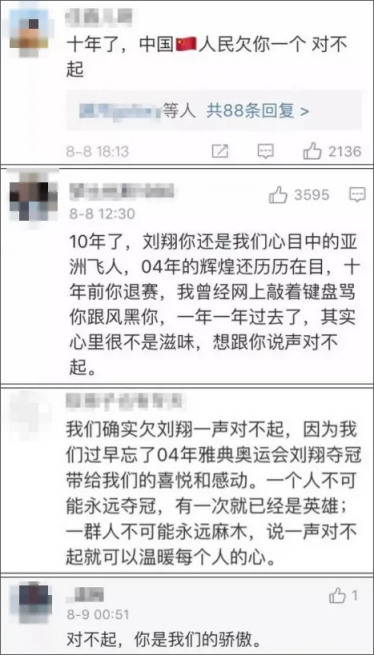 十年了，中国🇨🇳人民欠你一个 对不
起
等人 共88条回复 >
8-8 18:13
2136
3595
8-8 12:30
10年了，刘翔你还是我们心目中的亚
洲飞人，04年的辉煌还历历在目，十
年前你退赛，我曾经网上敲着键盘骂
你跟风黑你，一年一年过去了，其实
心里很不是滋味，想跟你说声对不
起。
我们确实欠刘翔一声对不起，因为我
们过早忘了04年雅典奥运会刘翔夺冠
带给我们的喜悦和感动。一个人不可
能永远夺冠，有一次就已经是英雄；
一群人不可能永远麻木，说一声对不
起就可以温暖每个人的心。
1
8-9 00:51
对不起，你是我们的骄傲。